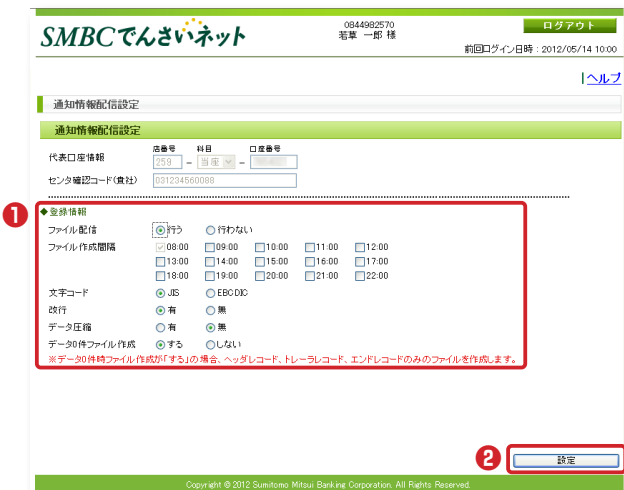 SMBCでんさいネット
0844982570
若草 一郎 様
ログアウト
前回ログイン日時：2012/05/14 10:00
|ヘルプ
通知情報配信設定
通知情報配信設定
店番号 科目 口座番号
代表口座情報 259 - 当座 -
センタ確認コード(貴社) 031234560088
1
◆登録情報
ファイル配信 行う 行わない
ファイル作成間隔 08:00 09:00 10:00 11:00 12:00
13:00 14:00 15:00 16:00 17:00
18:00 19:00 20:00 21:00 22:00
文字コード JIS EBCDIC
改行 有 無
データ圧縮 有 無
データ0件ファイル作成 する しない
※データ0件時ファイル作成が「する」の場合、ヘッダレコード、トレーラレコード、エンドレコードのみのファイルを作成します。
2 設定
Copyright © 2012 Sumitomo Mitsui Banking Corporation. All Rights Reserved.